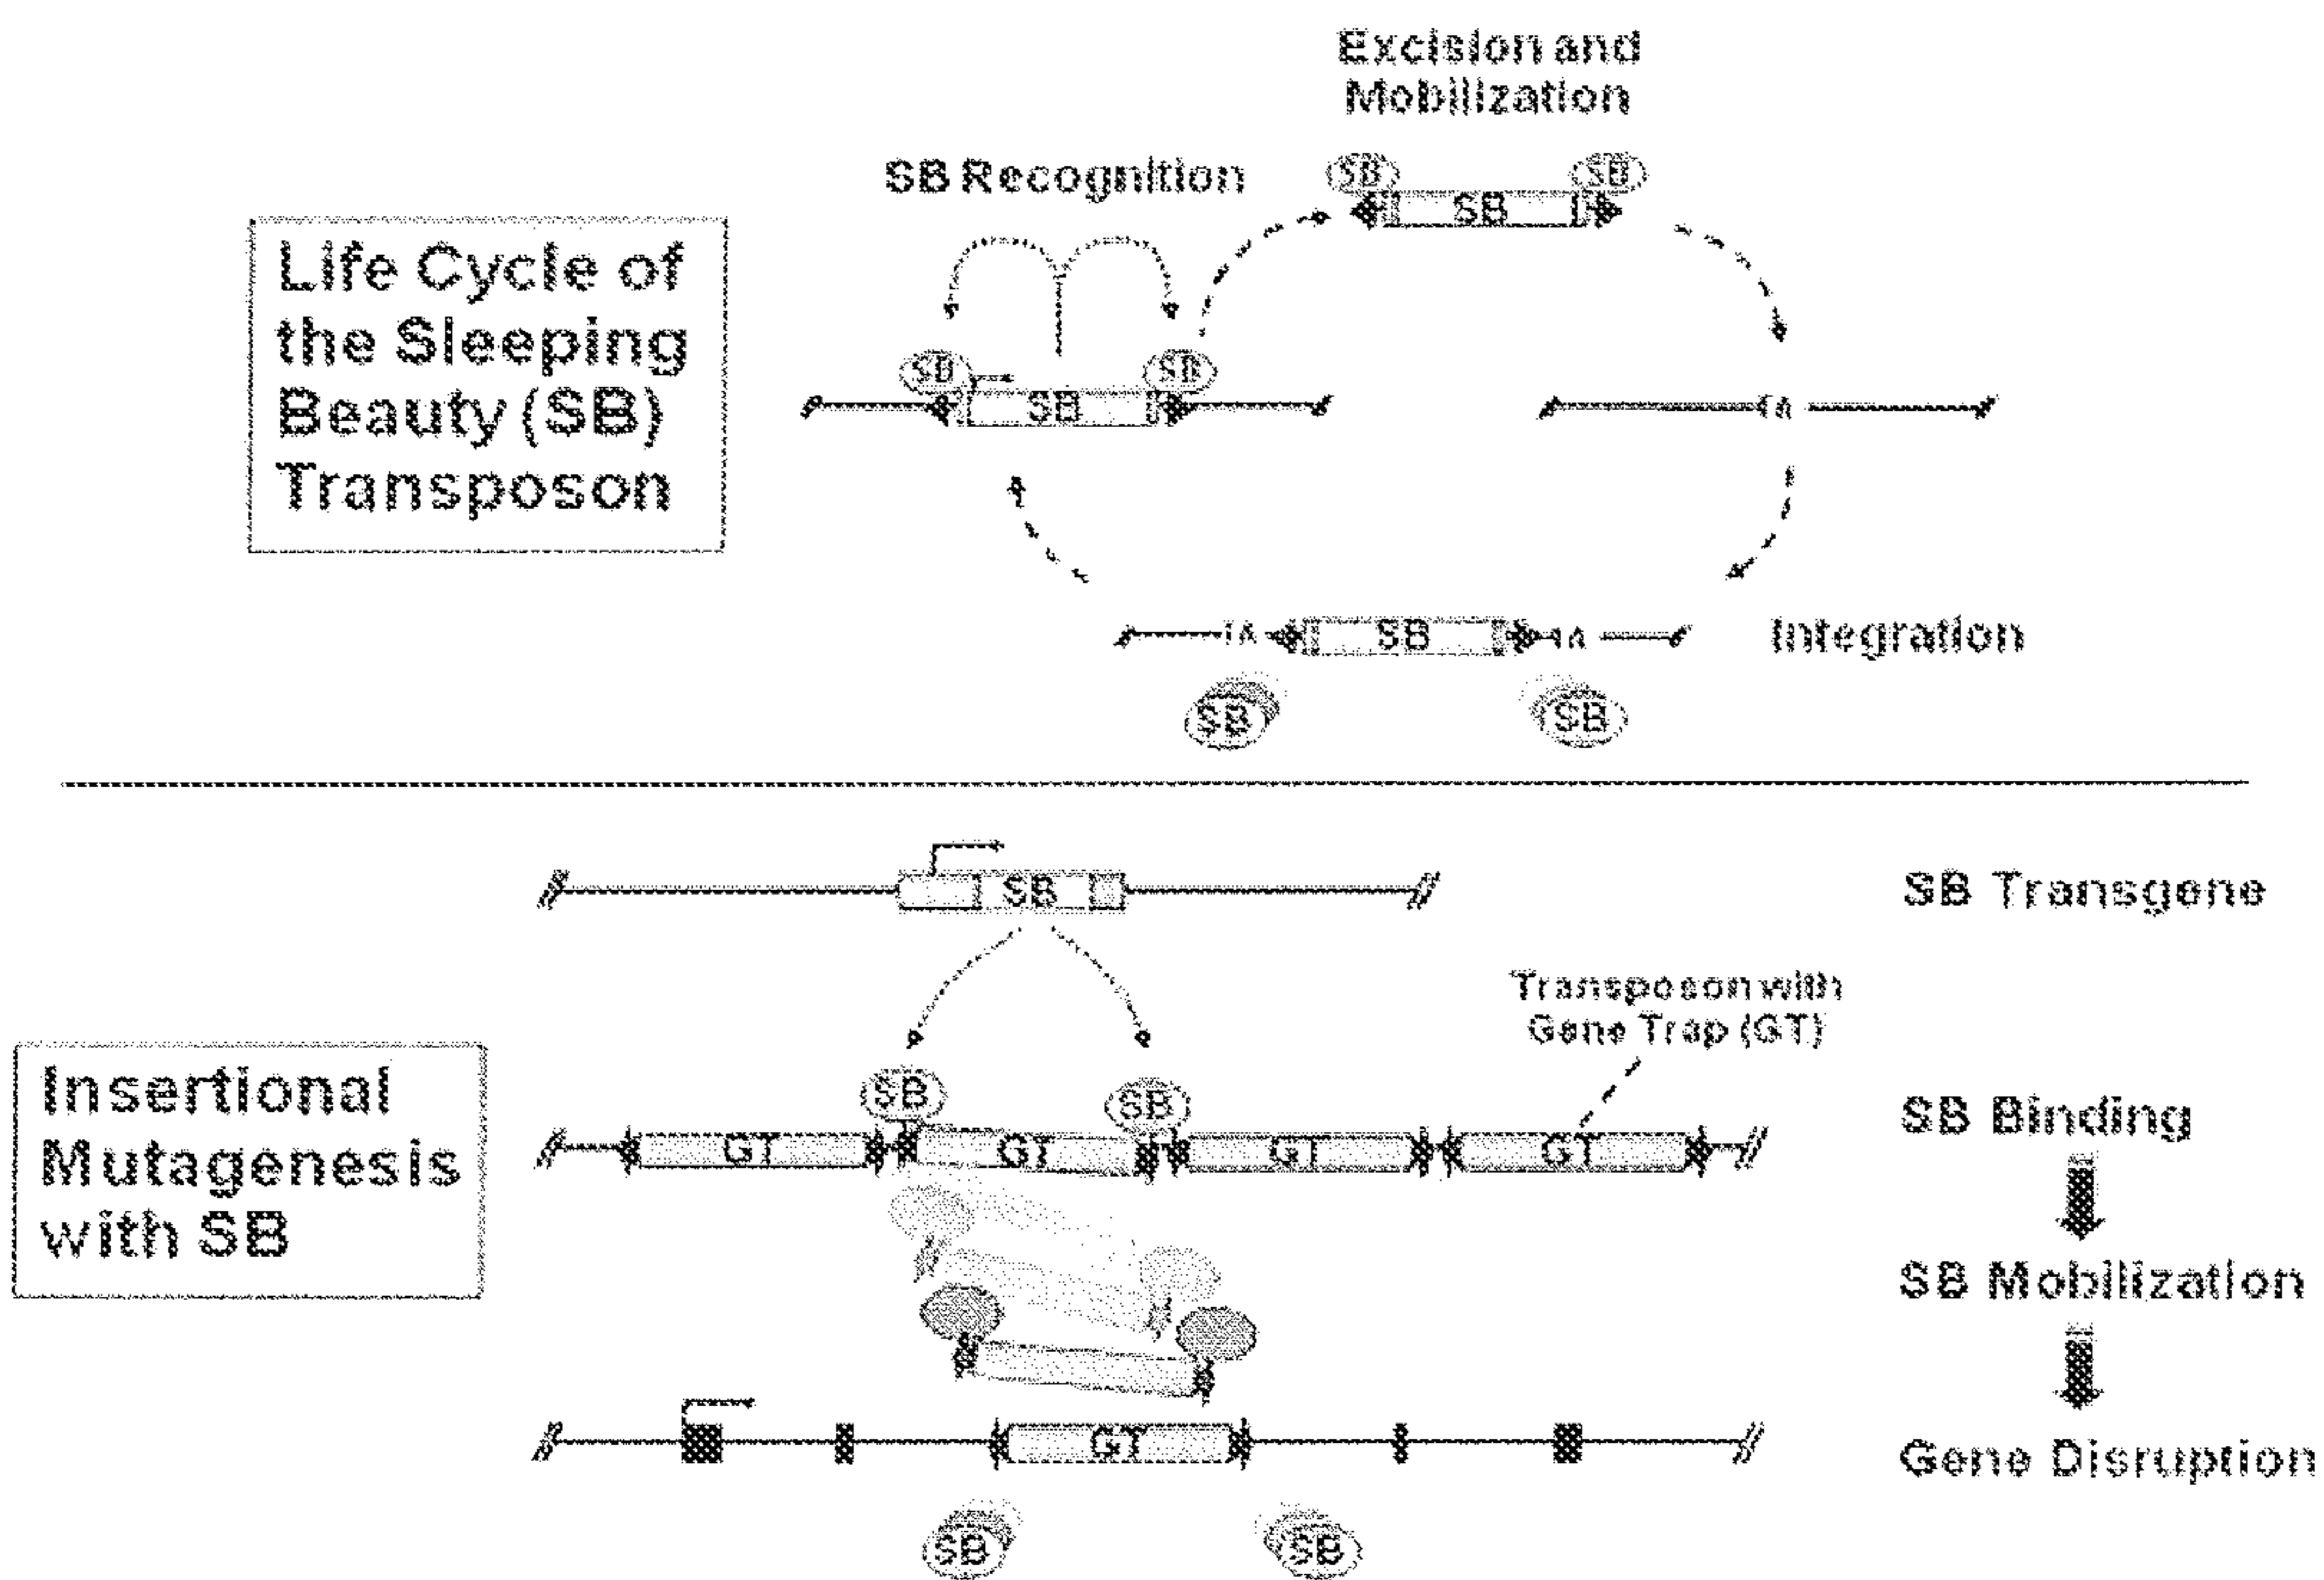 Excision and
Mobilization
SB Recognition
SB SB
SB
Life Cycle of
the Sleeping
Beauty (SB)
Transposon
SB SB
SB
TA
TA SB TA
Integration
SB SB
SB
SB Transgene
Transposon with
Gene Trap (GT)
Insertional
Mutagenesis
with SB
SB SB
GT GT GT GT
SB Binding
SB Mobilization
GT
Gene Disruption
SB SB